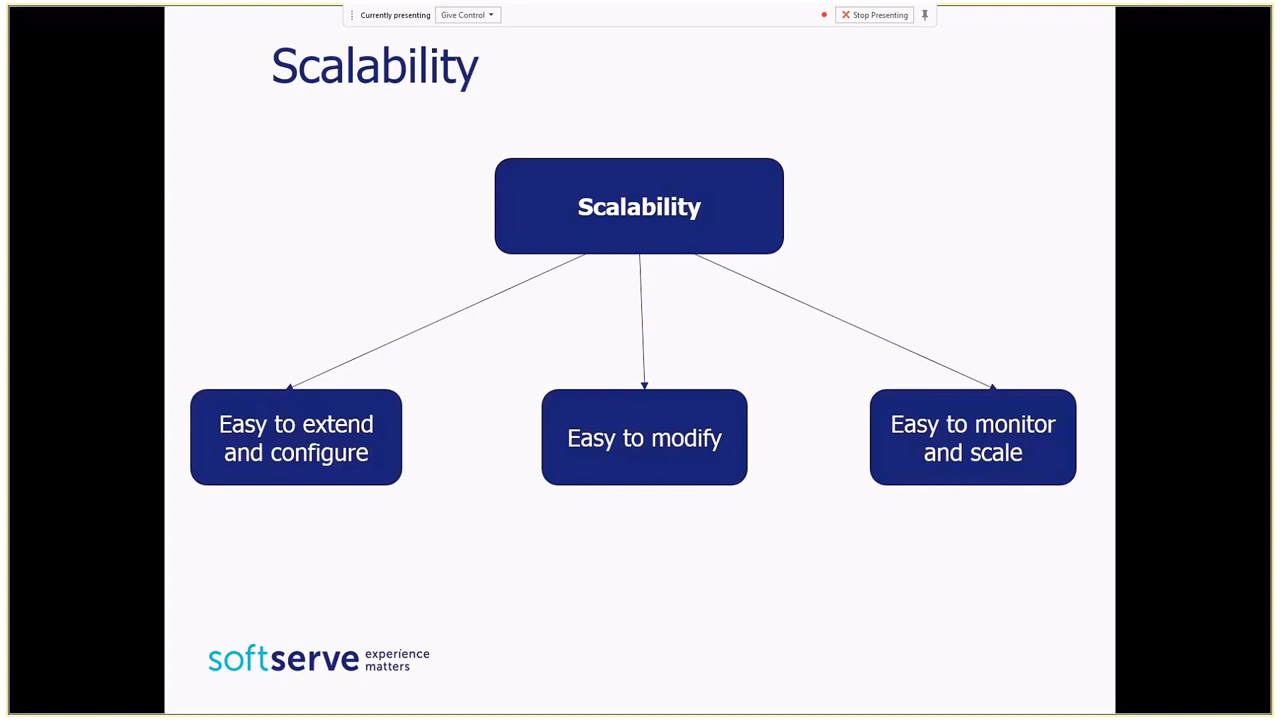 Currently presenting Give Control Stop Presenting
Scalability
Scalability
Easy to extend
and configure
Easy to modify
Easy to monitor
and scale
softserve experience
matters